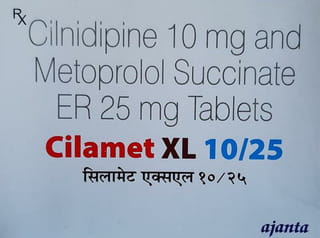 Rx Cilnidipine 10 mg and
Metoprolol Succinate
ER 25 mg Tablets
Cilamet XL 10/25
सिलामेट एक्सएल १०/२५
ajanta